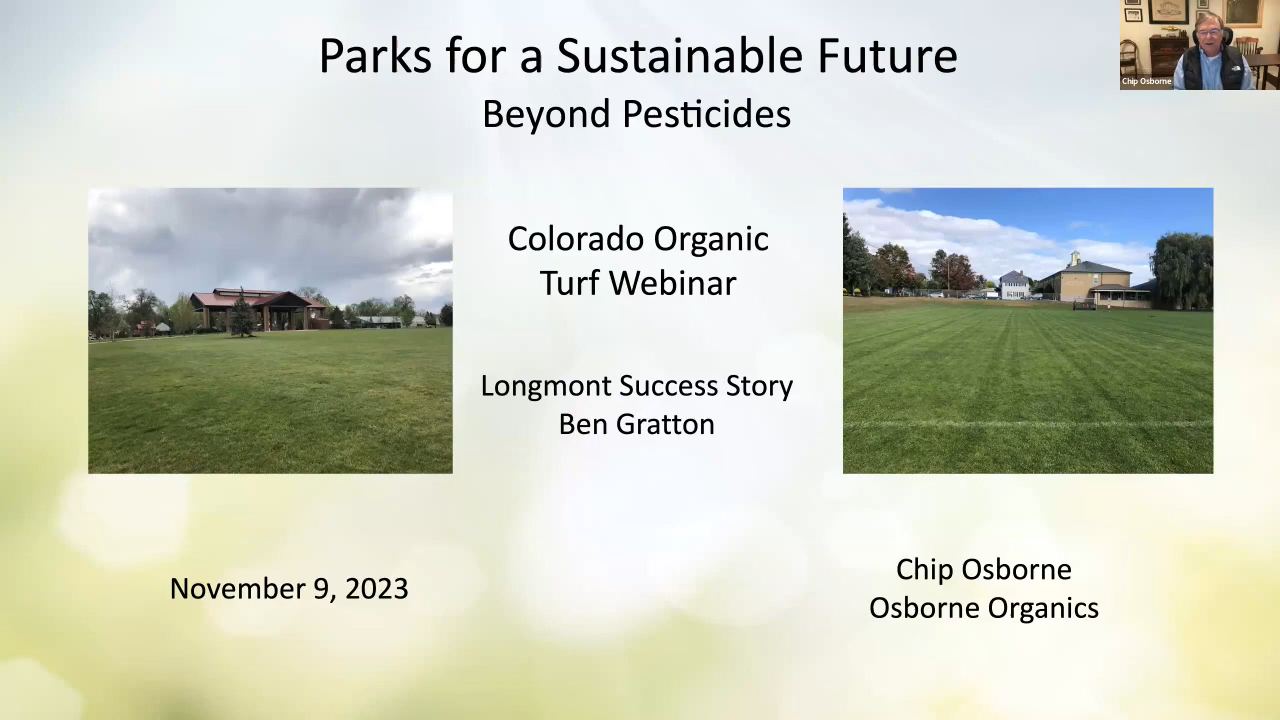 Parks for a Sustainable Future
Beyond Pesticides
Chip Osborne
Colorado Organic
Turf Webinar
Longmont Success Story
Ben Gratton
November 9, 2023
Chip Osborne
Osborne Organics